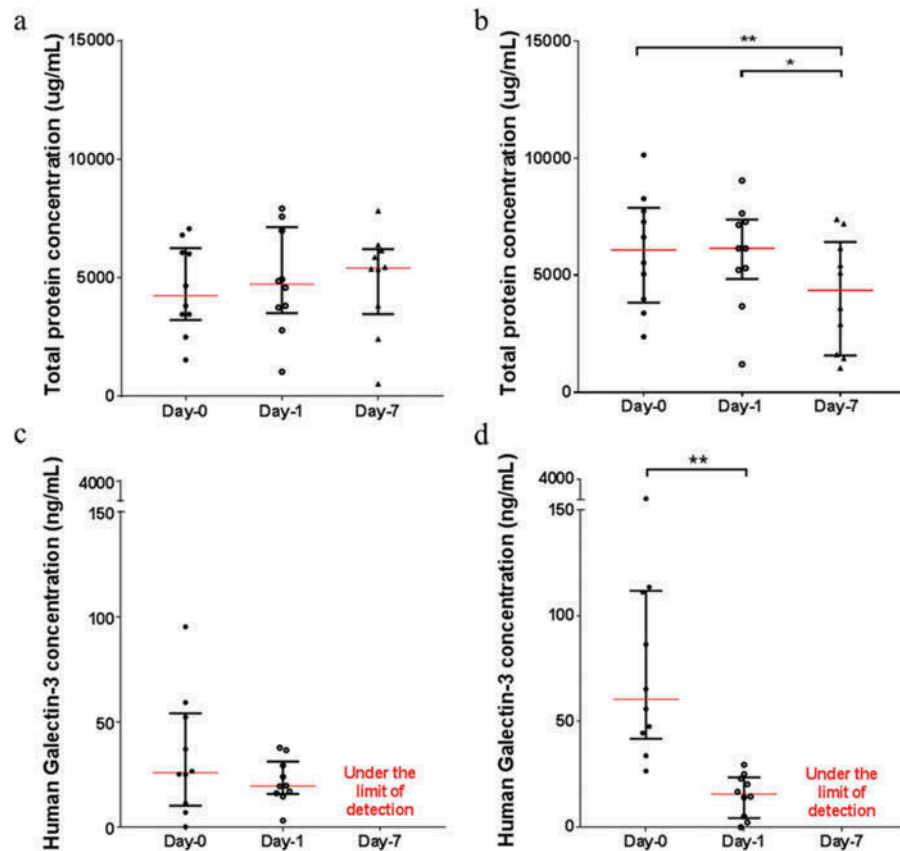 a
Total protein concentration (ug/mL)
15000
10000
5000
0
Day-0 Day-1 Day-7
b
Total protein concentration (ug/mL)
15000
10000
5000
0
**
*
Day-0 Day-1 Day-7
c
Human Galectin-3 concentration (ng/mL)
4000
150
100
50
0
Under the
limit of
detection
Day-0 Day-1 Day-7
d
Human Galectin-3 concentration (ng/mL)
4000
150
100
50
0
**
Under the
limit of
detection
Day-0 Day-1 Day-7